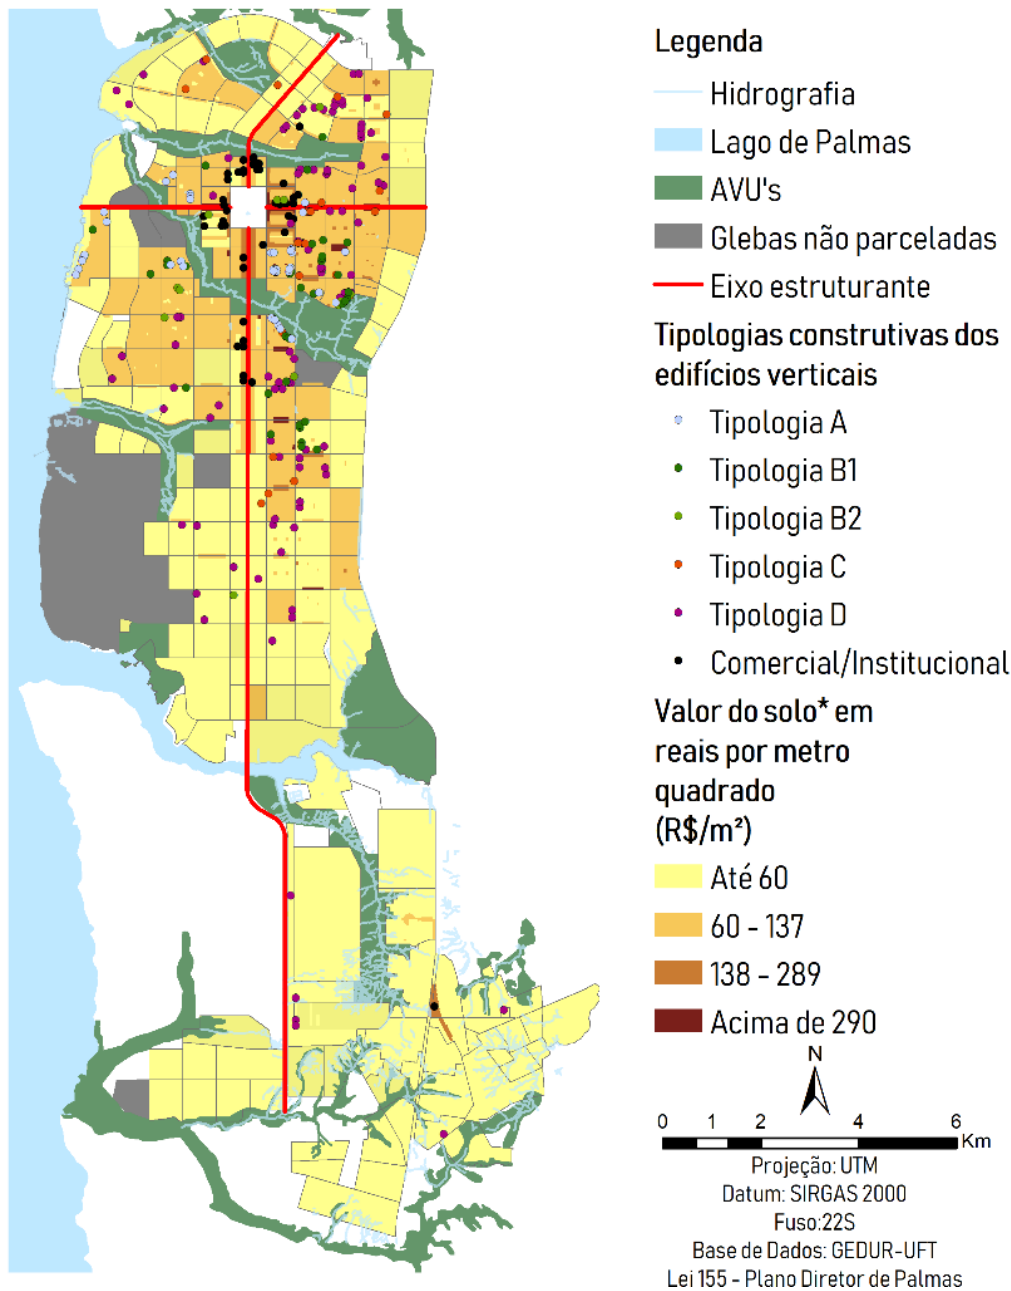 Legenda
Hidrografia
Lago de Palmas
AVU's
Glebas não parceladas
Eixo estruturante
Tipologias construtivas dos
edifícios verticais
Tipologia A
Tipologia B1
Tipologia B2
Tipologia C
Tipologia D
Comercial/Institucional
Valor do solo* em
reais por metro
quadrado
(R$/m²)
Até 60
60 - 137
138 - 289
Acima de 290
N
0 1 2 4 6
Km
Projeção: UTM
Datum: SIRGAS 2000
Fuso:22S
Base de Dados: GEDUR-UFT
Lei 155 - Plano Diretor de Palmas